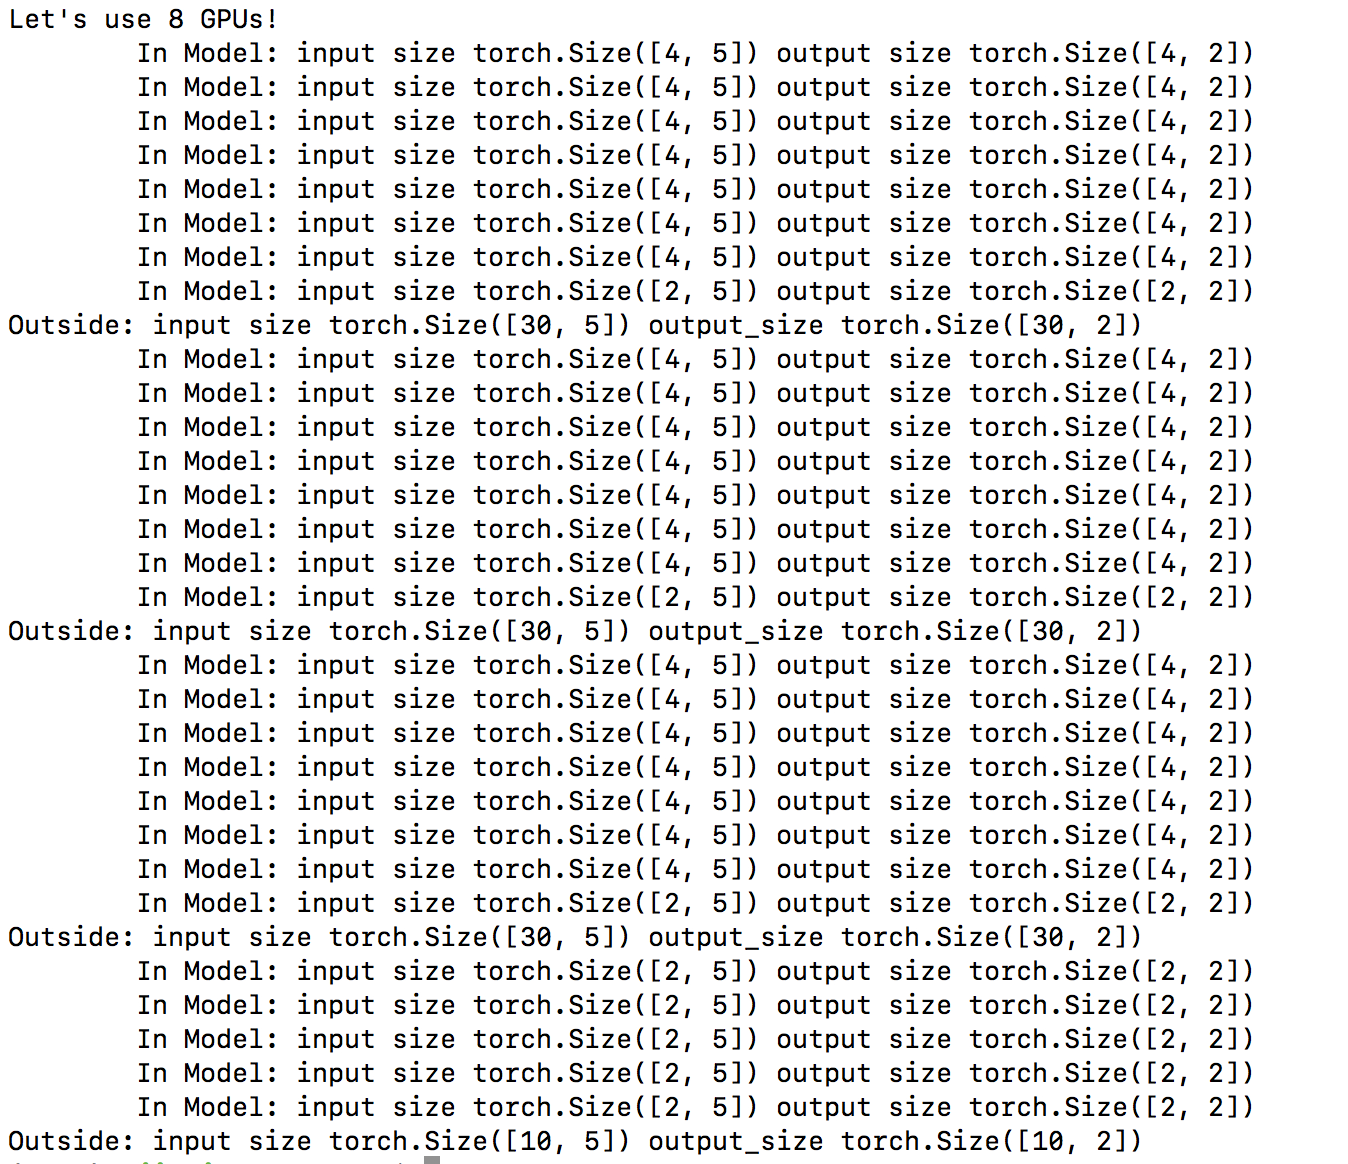 Let's use 8 GPUs!
In Model: input size torch.Size([4, 5]) output size torch.Size([4, 2])
In Model: input size torch.Size([4, 5]) output size torch.Size([4, 2])
In Model: input size torch.Size([4, 5]) output size torch.Size([4, 2])
In Model: input size torch.Size([4, 5]) output size torch.Size([4, 2])
In Model: input size torch.Size([4, 5]) output size torch.Size([4, 2])
In Model: input size torch.Size([4, 5]) output size torch.Size([4, 2])
In Model: input size torch.Size([4, 5]) output size torch.Size([4, 2])
In Model: input size torch.Size([2, 5]) output size torch.Size([2, 2])
Outside: input size torch.Size([30, 5]) output_size torch.Size([30, 2])
In Model: input size torch.Size([4, 5]) output size torch.Size([4, 2])
In Model: input size torch.Size([4, 5]) output size torch.Size([4, 2])
In Model: input size torch.Size([4, 5]) output size torch.Size([4, 2])
In Model: input size torch.Size([4, 5]) output size torch.Size([4, 2])
In Model: input size torch.Size([4, 5]) output size torch.Size([4, 2])
In Model: input size torch.Size([4, 5]) output size torch.Size([4, 2])
In Model: input size torch.Size([4, 5]) output size torch.Size([4, 2])
In Model: input size torch.Size([2, 5]) output size torch.Size([2, 2])
Outside: input size torch.Size([30, 5]) output_size torch.Size([30, 2])
In Model: input size torch.Size([4, 5]) output size torch.Size([4, 2])
In Model: input size torch.Size([4, 5]) output size torch.Size([4, 2])
In Model: input size torch.Size([4, 5]) output size torch.Size([4, 2])
In Model: input size torch.Size([4, 5]) output size torch.Size([4, 2])
In Model: input size torch.Size([4, 5]) output size torch.Size([4, 2])
In Model: input size torch.Size([4, 5]) output size torch.Size([4, 2])
In Model: input size torch.Size([4, 5]) output size torch.Size([4, 2])
In Model: input size torch.Size([2, 5]) output size torch.Size([2, 2])
Outside: input size torch.Size([30, 5]) output_size torch.Size([30, 2])
In Model: input size torch.Size([2, 5]) output size torch.Size([2, 2])
In Model: input size torch.Size([2, 5]) output size torch.Size([2, 2])
In Model: input size torch.Size([2, 5]) output size torch.Size([2, 2])
In Model: input size torch.Size([2, 5]) output size torch.Size([2, 2])
In Model: input size torch.Size([2, 5]) output size torch.Size([2, 2])
Outside: input size torch.Size([10, 5]) output_size torch.Size([10, 2])